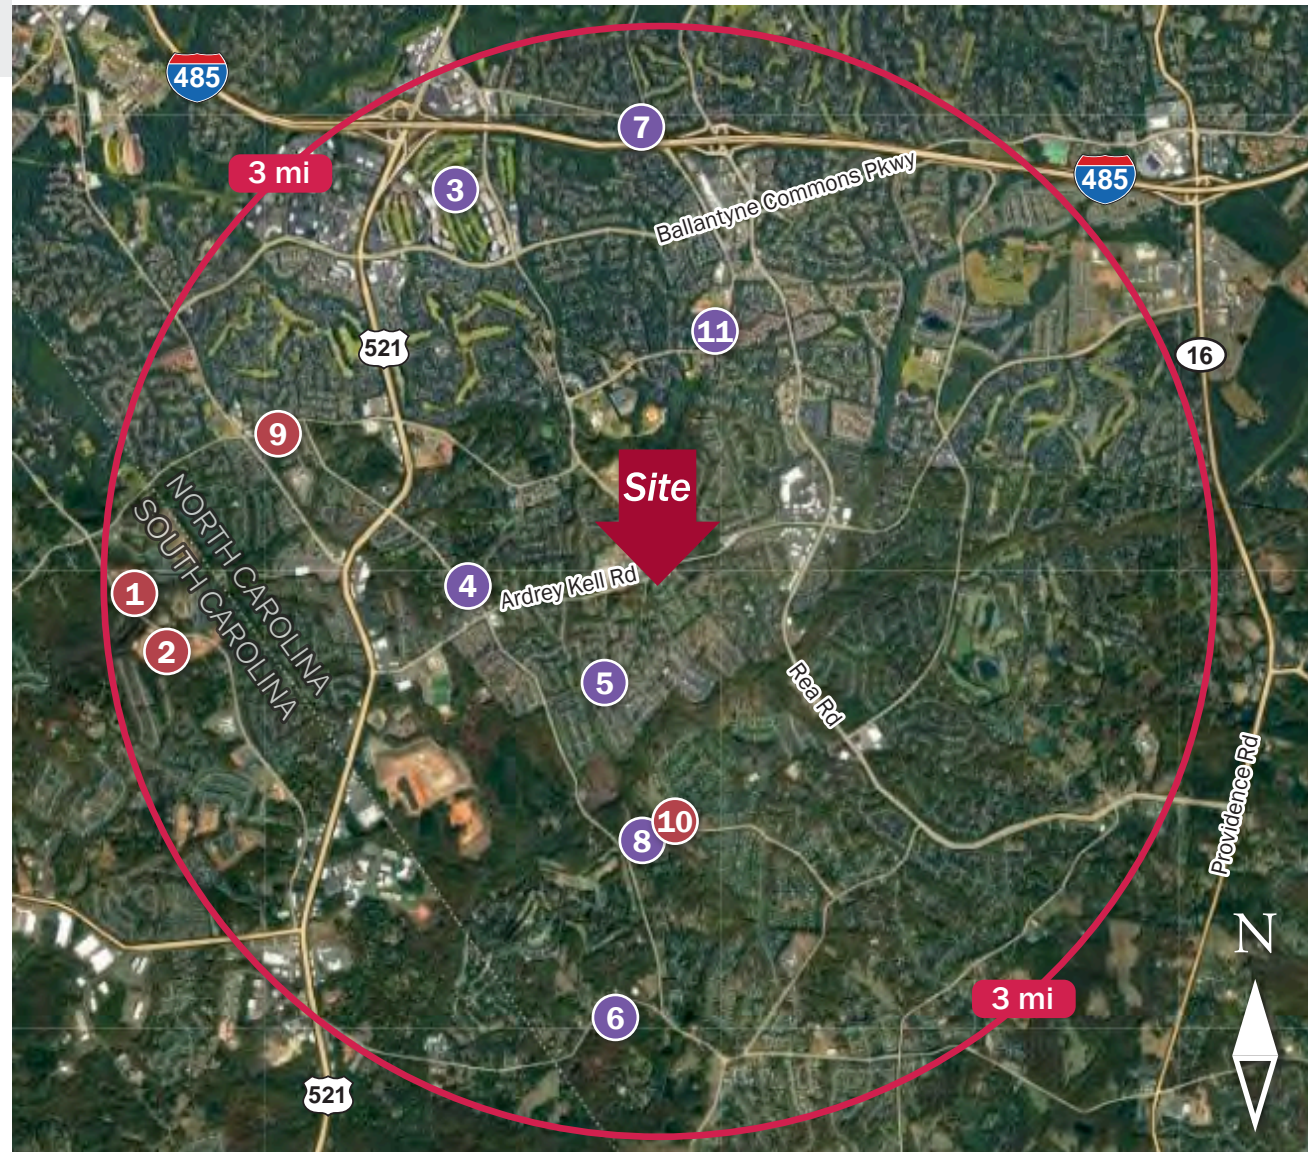 485
7
3 mi
3
485
Ballantyne Commons Pkwy
11
521
16
9
Site
NORTH CAROLINA
SOUTH CAROLINA
1
4
Ardrey Kell Rd
2
5
Rea Rd
Providence Rd
10
8
N
3 mi
6
521